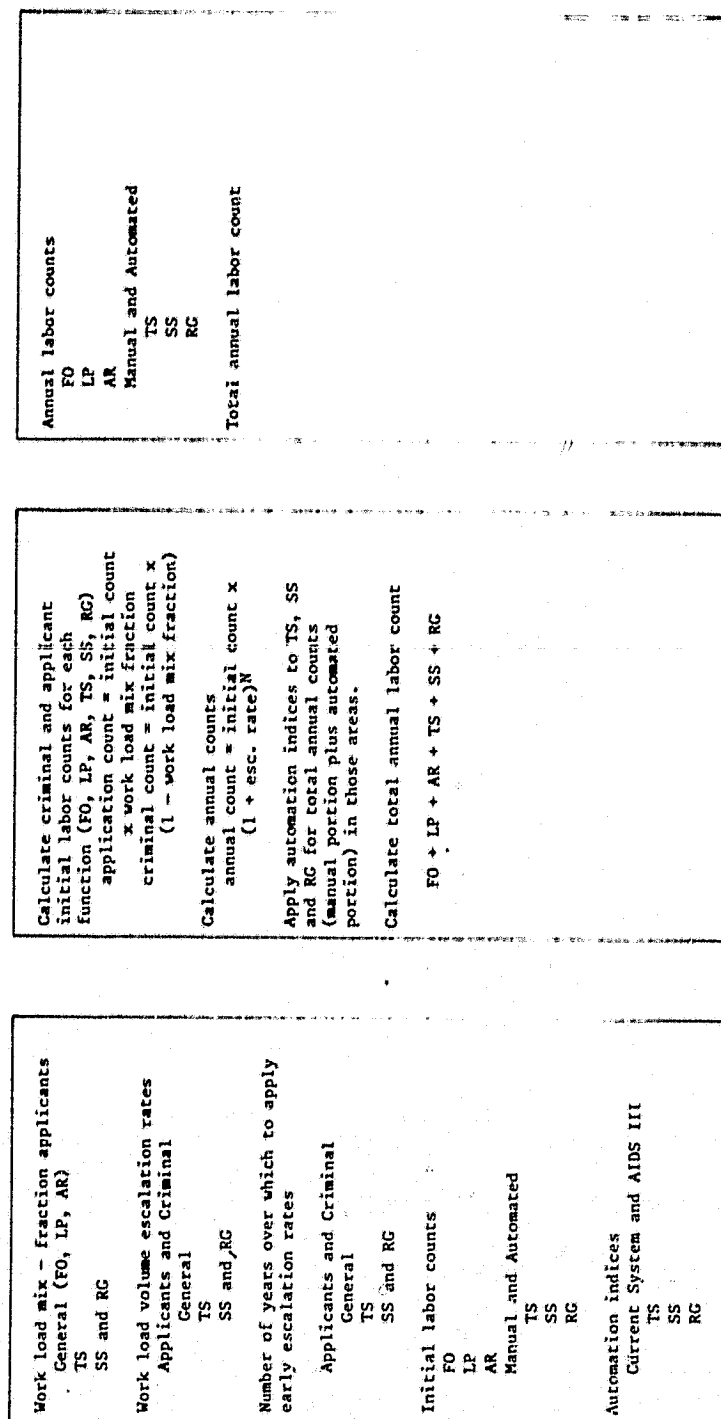 Work load mix - fraction applicants
General (FO, LP, AR)
TS
SS and RG
Work load volume escalation rates
Applicants and Criminal
General
TS
SS and RG
Number of years over which to apply
early escalation rates
Applicants and Criminal
General
TS
SS and RG
Initial labor counts
FO
LP
AR
Manual and Automated
TS
SS
RG
Automation indices
Current System and AIDS III
TS
SS
RG
Calculate criminal and applicant
initial labor counts for each
function (FO, LP, AR, TS, SS, RG)
application count = initial count
x work load mix fraction
criminal count = initial count x
(1 - work load mix fraction)
Calculate annual counts
annual count = initial count x
(1 + esc. rate)^N
Apply automation indices to TS, SS
and RG for total annual counts
(manual portion plus automated
portion) in those areas.
Calculate total annual labor count
FO + LP + AR + TS + SS + RG
Annual labor counts
FO
LP
AR
Manual and Automated
TS
SS
RG
Total annual labor count